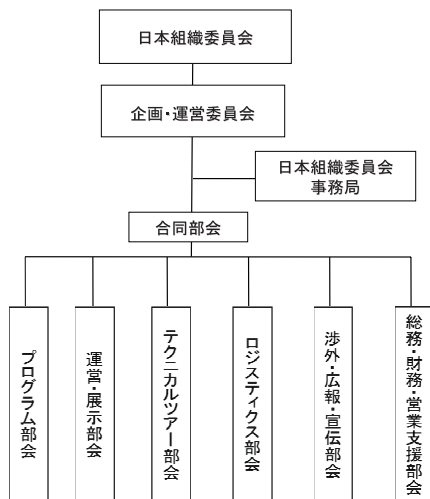 日本組織委員会
企画・運営委員会
日本組織委員会
事務局
合同部会
プログラム部会
運営・展示部会
テクニカルツアー部会
ロジスティクス部会
渉外・広報・宣伝部会
総務・財務・営業支援部会